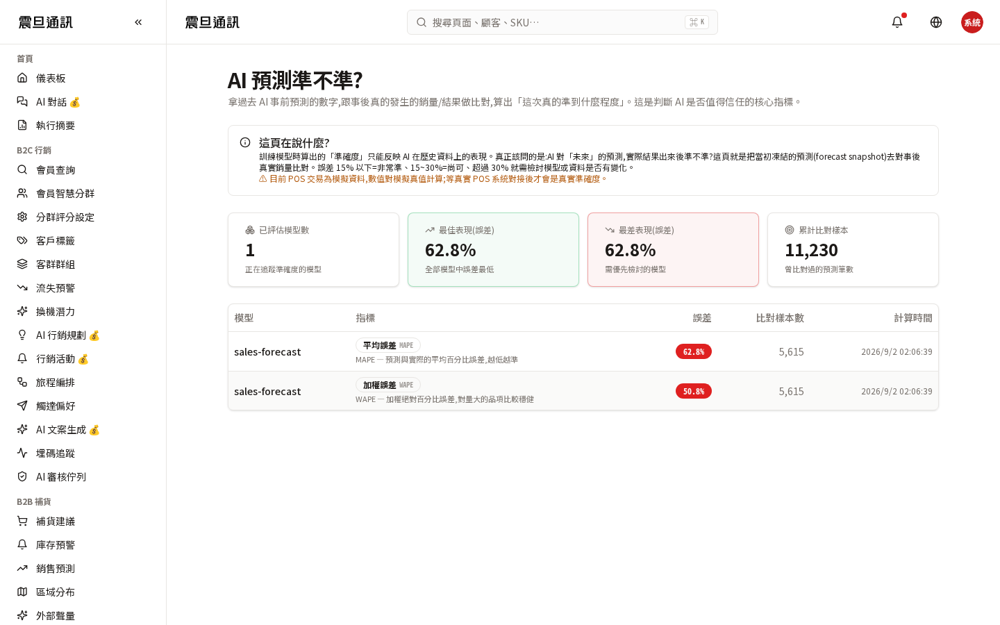 震旦通訊
震旦通訊
搜尋頁面、顧客、SKU…
⌘ K
系統
首頁
儀表板
AI 對話 💰
執行摘要
B2C 行銷
會員查詢
會員智慧分群
分群評分設定
客戶標籤
客群群組
流失預警
換機潛力
AI 行銷規劃 💰
行銷活動 💰
旅程編排
觸達偏好
AI 文案生成 💰
埋碼追蹤
AI 審核佇列
B2B 補貨
補貨建議
庫存預警
銷售預測
區域分布
外部聲量
AI 預測準不準?
拿過去 AI 事前預測的數字,跟事後真的發生的銷量/結果做比對,算出「這次真的準到什麼程度」。這是判斷 AI 是否值得信任的核心指標。
這頁在說什麼?
訓練模型時算出的「準確度」只能反映 AI 在歷史資料上的表現。真正該問的是:AI 對「未來」的預測,實際結果出來後準不準?這頁就是把當初凍結的預測(forecast snapshot)去對事後
真實銷量比對。誤差 15% 以下=非常準、15~30%=尚可、超過 30% 就需檢討模型或資料是否有變化。
⚠ 目前 POS 交易為模擬資料,數值對模擬真值計算;等真實 POS 系統對接後才會是真實準確度。
已評估模型數
1
正在追蹤準確度的模型
最佳表現(誤差)
62.8%
全部模型中誤差最低
最差表現(誤差)
62.8%
需優先檢討的模型
累計比對樣本
11,230
曾比對過的預測筆數
模型 指標 誤差 比對樣本數 計算時間
sales-forecast 平均誤差 MAPE 62.8% 5,615 2026/9/2 02:06:39
MAPE — 預測與實際的平均百分比誤差,越低越準
sales-forecast 加權誤差 WAPE 50.8% 5,615 2026/9/2 02:06:39
WAPE — 加權絕對百分比誤差,對量大的品項比較穩健